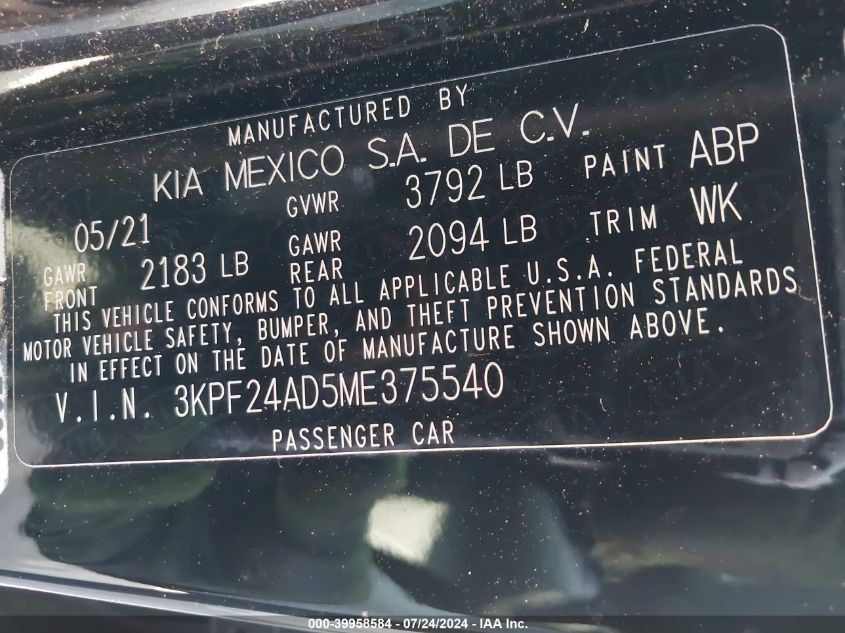 MANUFACTURED BY
KIA MEXICO S.A. DE C.V.
05/21 GVWR 3792 LB PAINT ABP
GAWR FRONT 2183 LB GAWR REAR 2094 LB TRIM WK
THIS VEHICLE CONFORMS TO ALL APPLICABLE U.S.A. FEDERAL
MOTOR VEHICLE SAFETY, BUMPER, AND THEFT PREVENTION STANDARDS
IN EFFECT ON THE DATE OF MANUFACTURE SHOWN ABOVE.
V.I.N. 3KPF24AD5ME375540
PASSENGER CAR
000-39958584 - 07/24/2024 - IAA Inc.